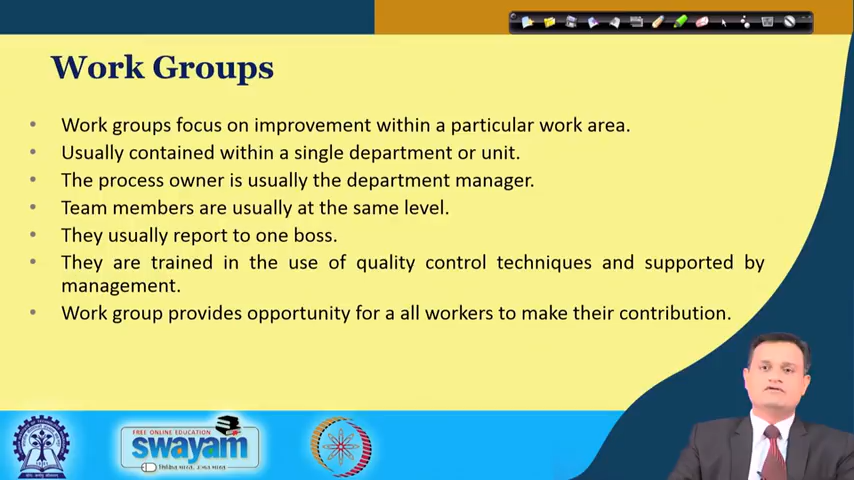 Work Groups
• Work groups focus on improvement within a particular work area.
• Usually contained within a single department or unit.
• The process owner is usually the department manager.
• Team members are usually at the same level.
• They usually report to one boss.
• They are trained in the use of quality control techniques and supported by
management.
• Work group provides opportunity for a all workers to make their contribution.
FREE ONLINE EDUCATION
swayam